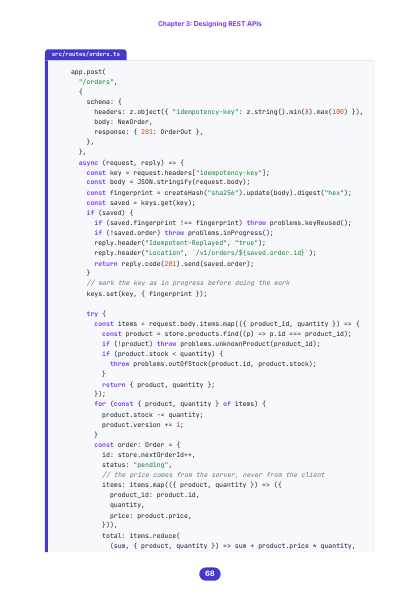 Chapter 3: Designing REST APIs
src/routes/orders.ts
app.post(
  "/orders",
  {
    schema: {
      headers: z.object({ "idempotency-key": z.string().min(8).max(100) }),
      body: NewOrder,
      response: { 201: OrderOut },
    },
  },
  async (request, reply) => {
    const key = request.headers["idempotency-key"];
    const body = JSON.stringify(request.body);
    const fingerprint = createHash("sha256").update(body).digest("hex");
    const saved = keys.get(key);
    if (saved) {
      if (saved.fingerprint !== fingerprint) throw problems.keyReused();
      if (!saved.order) throw problems.inProgress();
      reply.header("Idempotent-Replayed", "true");
      reply.header("Location", `/v1/orders/${saved.order.id}`);
      return reply.code(201).send(saved.order);
    }
    // mark the key as in progress before doing the work
    keys.set(key, { fingerprint });

    try {
      const items = request.body.items.map(({ product_id, quantity }) => {
        const product = store.products.find((p) => p.id === product_id);
        if (!product) throw problems.unknownProduct(product_id);
        if (product.stock < quantity) {
          throw problems.outOfStock(product.id, product.stock);
        }
        return { product, quantity };
      });
      for (const { product, quantity } of items) {
        product.stock -= quantity;
        product.version += 1;
      }
      const order: Order = {
        id: store.nextOrderId++,
        status: "pending",
        // the price comes from the server, never from the client
        items: items.map(({ product, quantity }) => ({
          product_id: product.id,
          quantity,
          price: product.price,
        })),
        total: items.reduce(
          (sum, { product, quantity }) => sum + product.price * quantity,
68